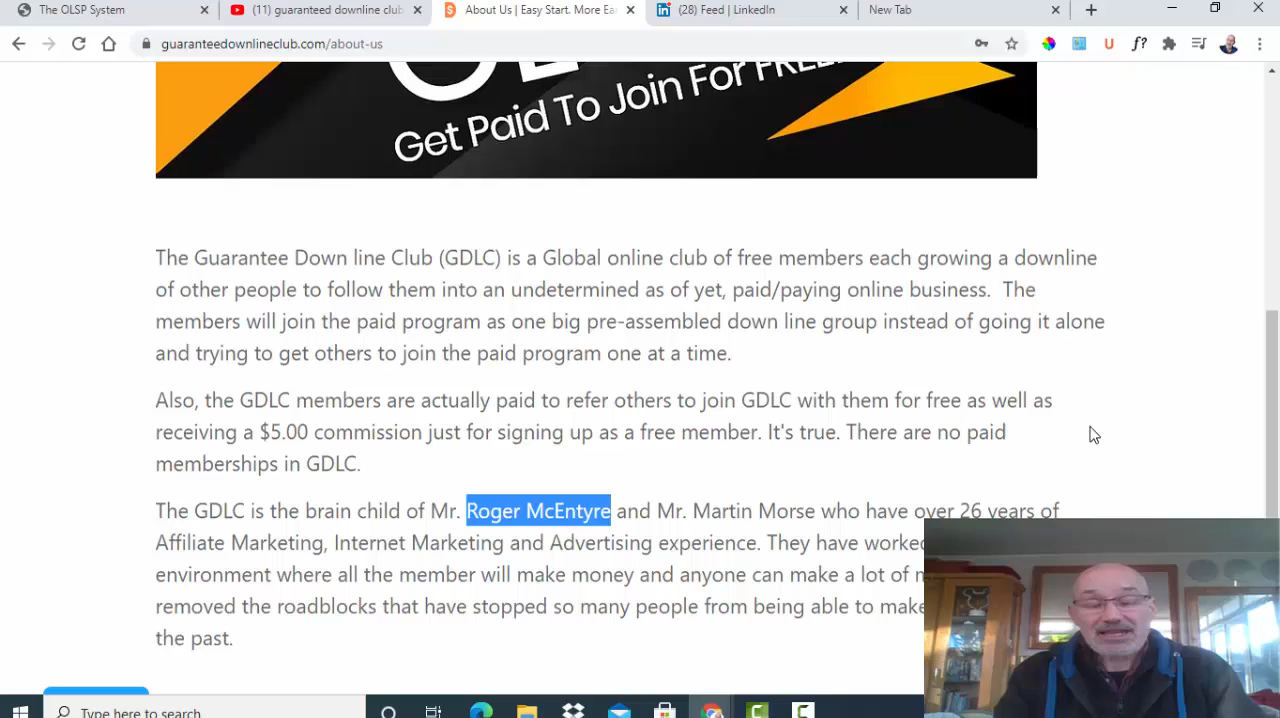 The OLSP System
(11) guaranteed downline club
About Us | Easy Start. More Ear
in (28) Feed | LinkedIn
New Tab
guaranteedownlineclub.com/about-us
U
f?
Get Paid To Join For FREE
The Guarantee Down line Club (GDLC) is a Global online club of free members each growing a downline
of other people to follow them into an undetermined as of yet, paid/paying online business. The
members will join the paid program as one big pre-assembled down line group instead of going it alone
and trying to get others to join the paid program one at a time.
Also, the GDLC members are actually paid to refer others to join GDLC with them for free as well as
receiving a $5.00 commission just for signing up as a free member. It's true. There are no paid
memberships in GDLC.
The GDLC is the brain child of Mr. Roger McEntyre and Mr. Martin Morse who have over 26 years of
Affiliate Marketing, Internet Marketing and Advertising experience. They have worked
environment where all the member will make money and anyone can make a lot of
removed the roadblocks that have stopped so many people from being able to make
the past.
Type here to search